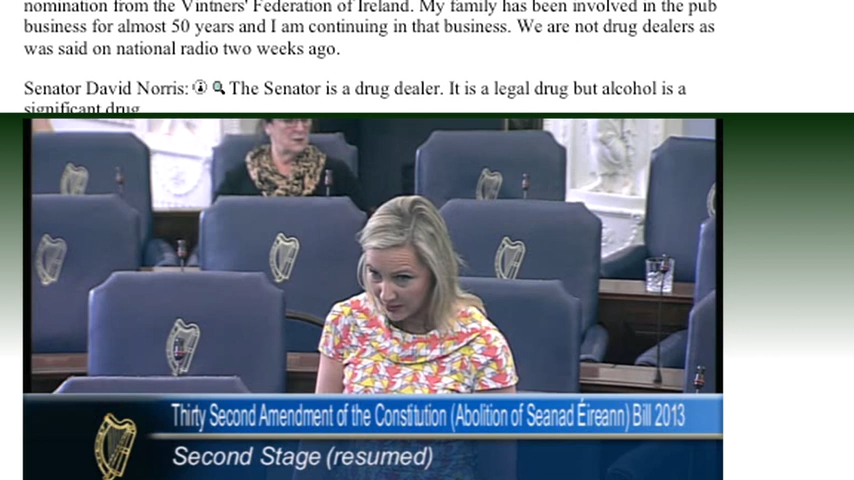 nomination from the Vintners' Federation of Ireland. My family has been involved in the pub
business for almost 50 years and I am continuing in that business. We are not drug dealers as
was said on national radio two weeks ago.
Senator David Norris: The Senator is a drug dealer. It is a legal drug but alcohol is a
significant drug
Thirty Second Amendment of the Constitution (Abolition of Seanad Éireann) Bill 2013
Second Stage (resumed)